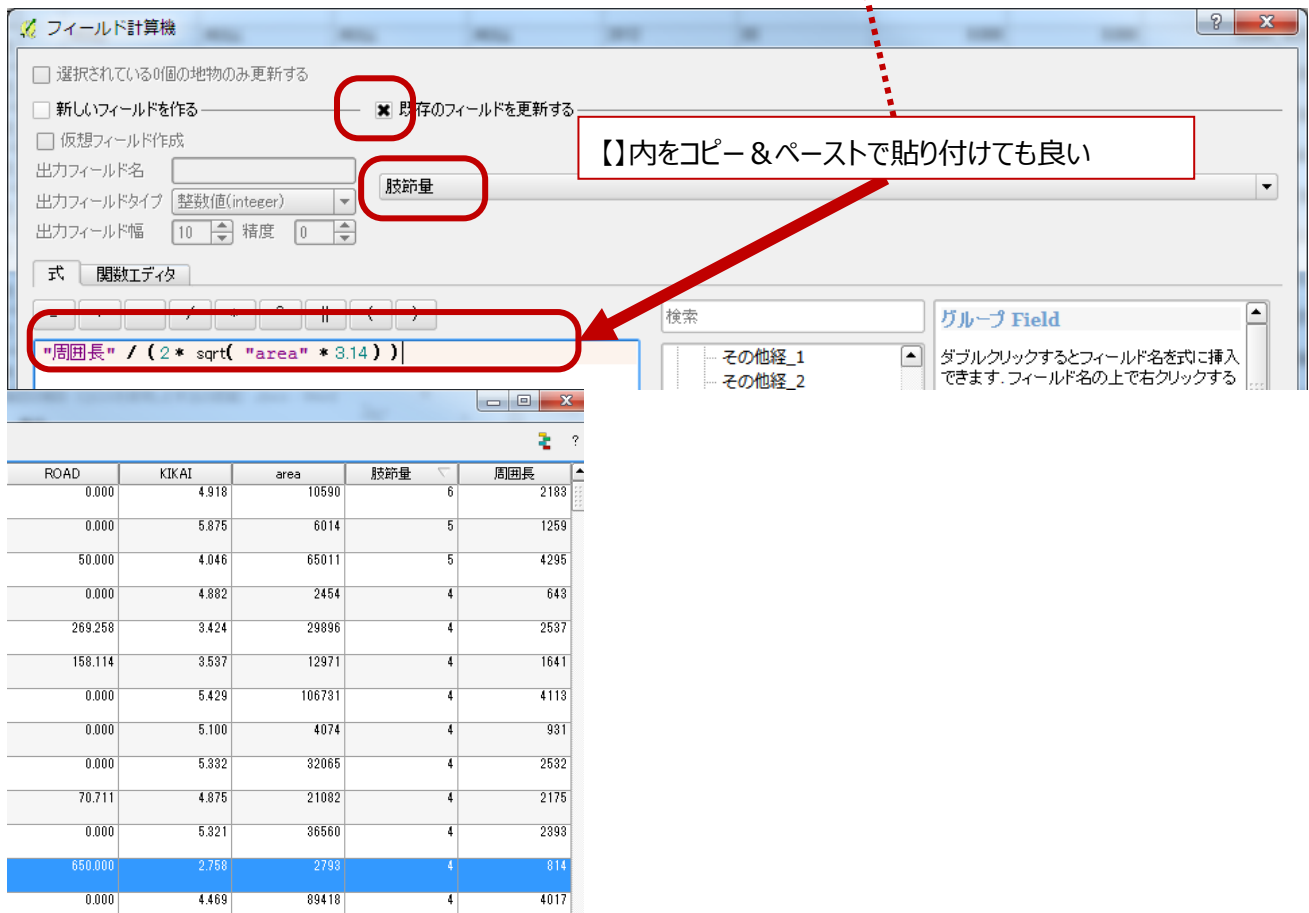 フィールド計算機
選択されている0個の地物のみ更新する
新しいフィールドを作る
既存のフィールドを更新する
仮想フィールド作成
出力フィールド名
出力フィールドタイプ 整数値(integer)
出力フィールド幅 10 精度 0
肢節量
【】内をコピー＆ペーストで貼り付けても良い
式 関数エディタ
"周囲長" / ( 2 * sqrt( "area" * 3.14 ) )
検索
その他経_1
その他経_2
グループ Field
ダブルクリックするとフィールド名を式に挿入
できます. フィールド名の上で右クリックする
ROAD KIKAI area 肢節量 周囲長
0.000 4.918 10590 6 2183
0.000 5.875 6014 5 1259
50.000 4.046 65011 5 4295
0.000 4.882 2454 4 643
269.258 3.424 29896 4 2537
158.114 3.537 12971 4 1641
0.000 5.429 106731 4 4113
0.000 5.100 4074 4 931
0.000 5.332 32065 4 2532
70.711 4.875 21082 4 2175
0.000 5.321 36560 4 2393
650.000 2.758 2793 4 814
0.000 4.469 89418 4 4017